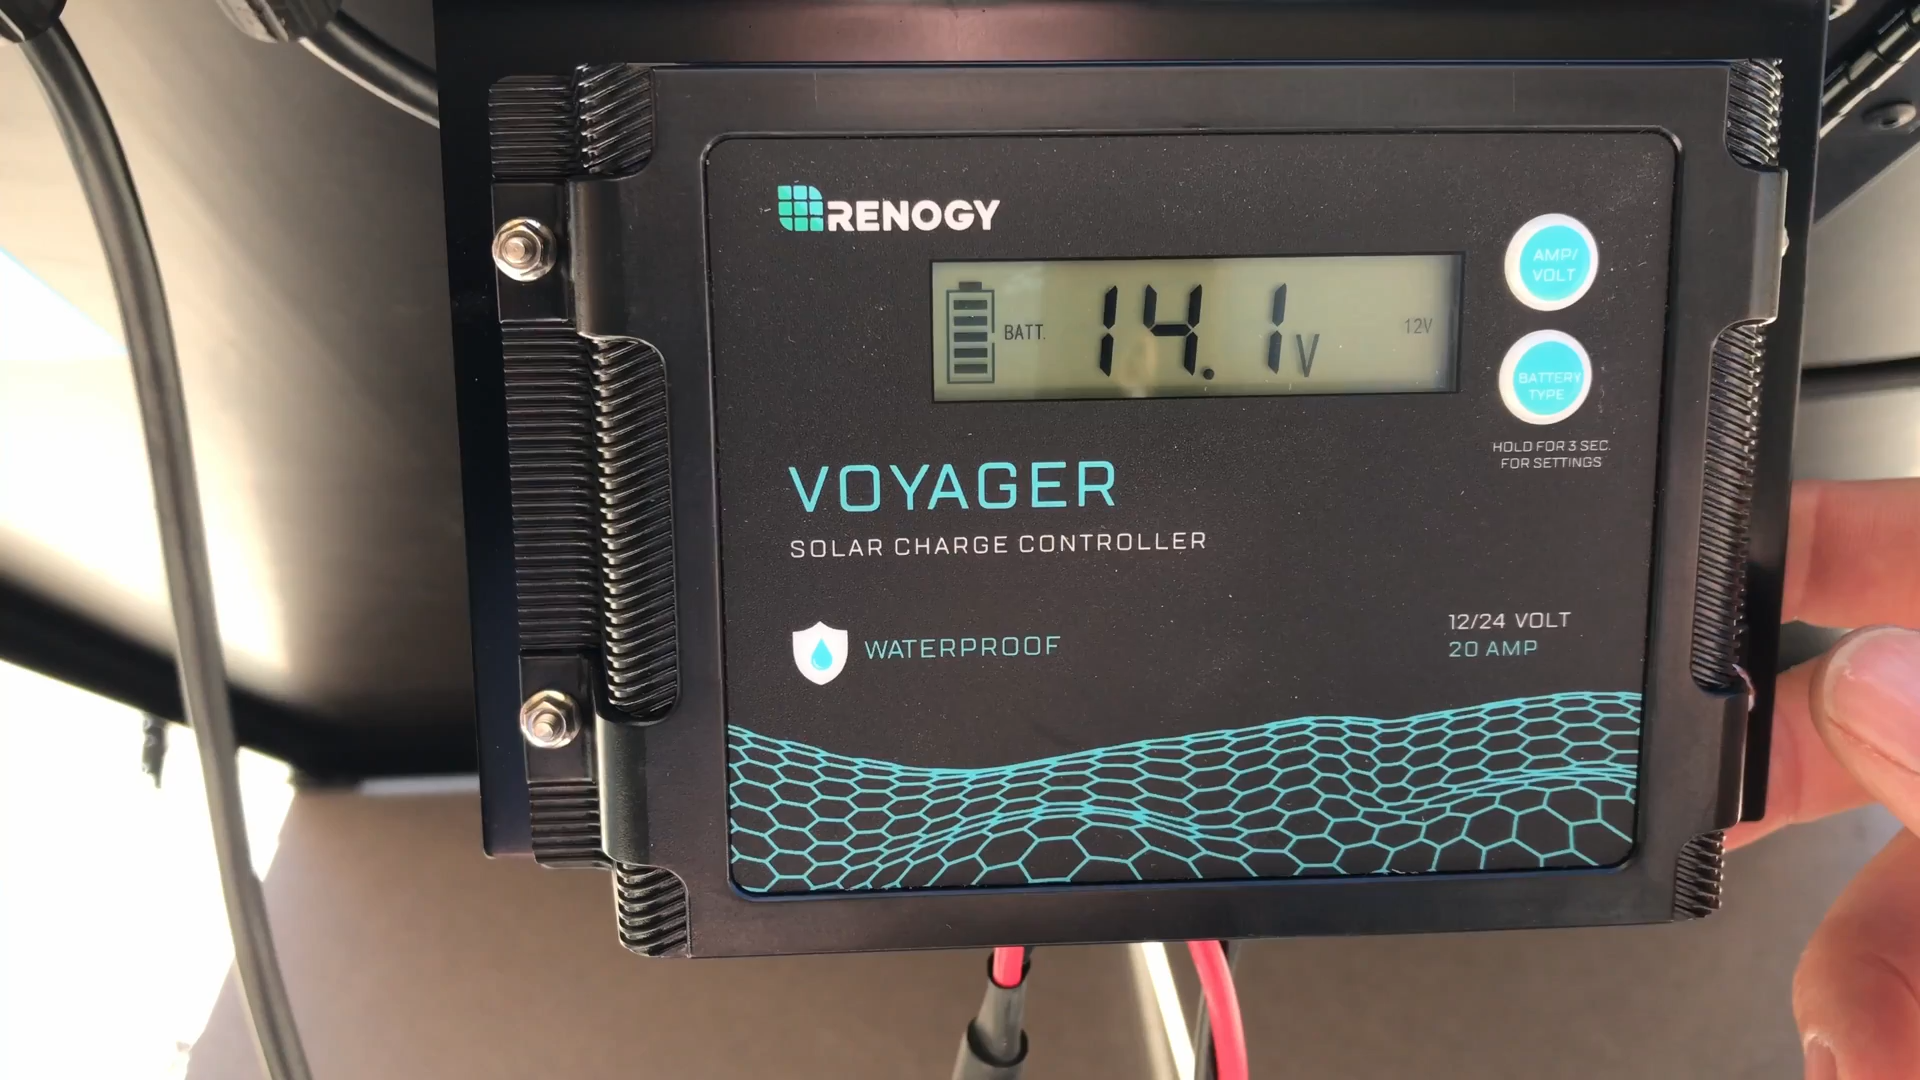 RENOGY
AMP/
VOLT
BATT. 14.1V 12V
BATTERY
TYPE
HOLD FOR 3 SEC.
FOR SETTINGS
VOYAGER
SOLAR CHARGE CONTROLLER
WATERPROOF
12/24 VOLT
20 AMP